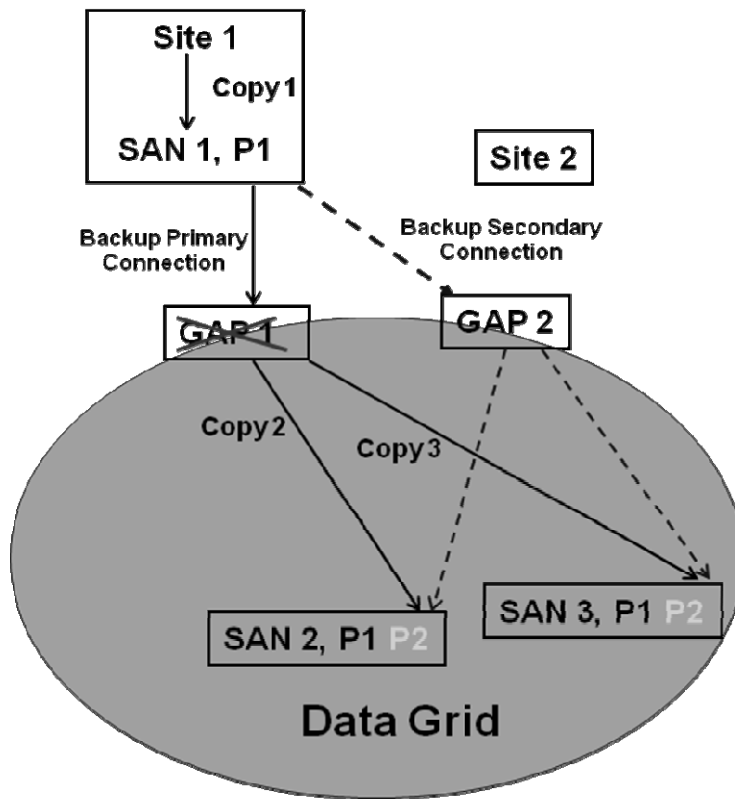 Site 1
Copy1
SAN 1, P1
Site 2
Backup Primary
Connection
Backup Secondary
Connection
GAP 1
GAP 2
Copy2
Copy3
SAN 2, P1 P2
SAN 3, P1 P2
Data Grid